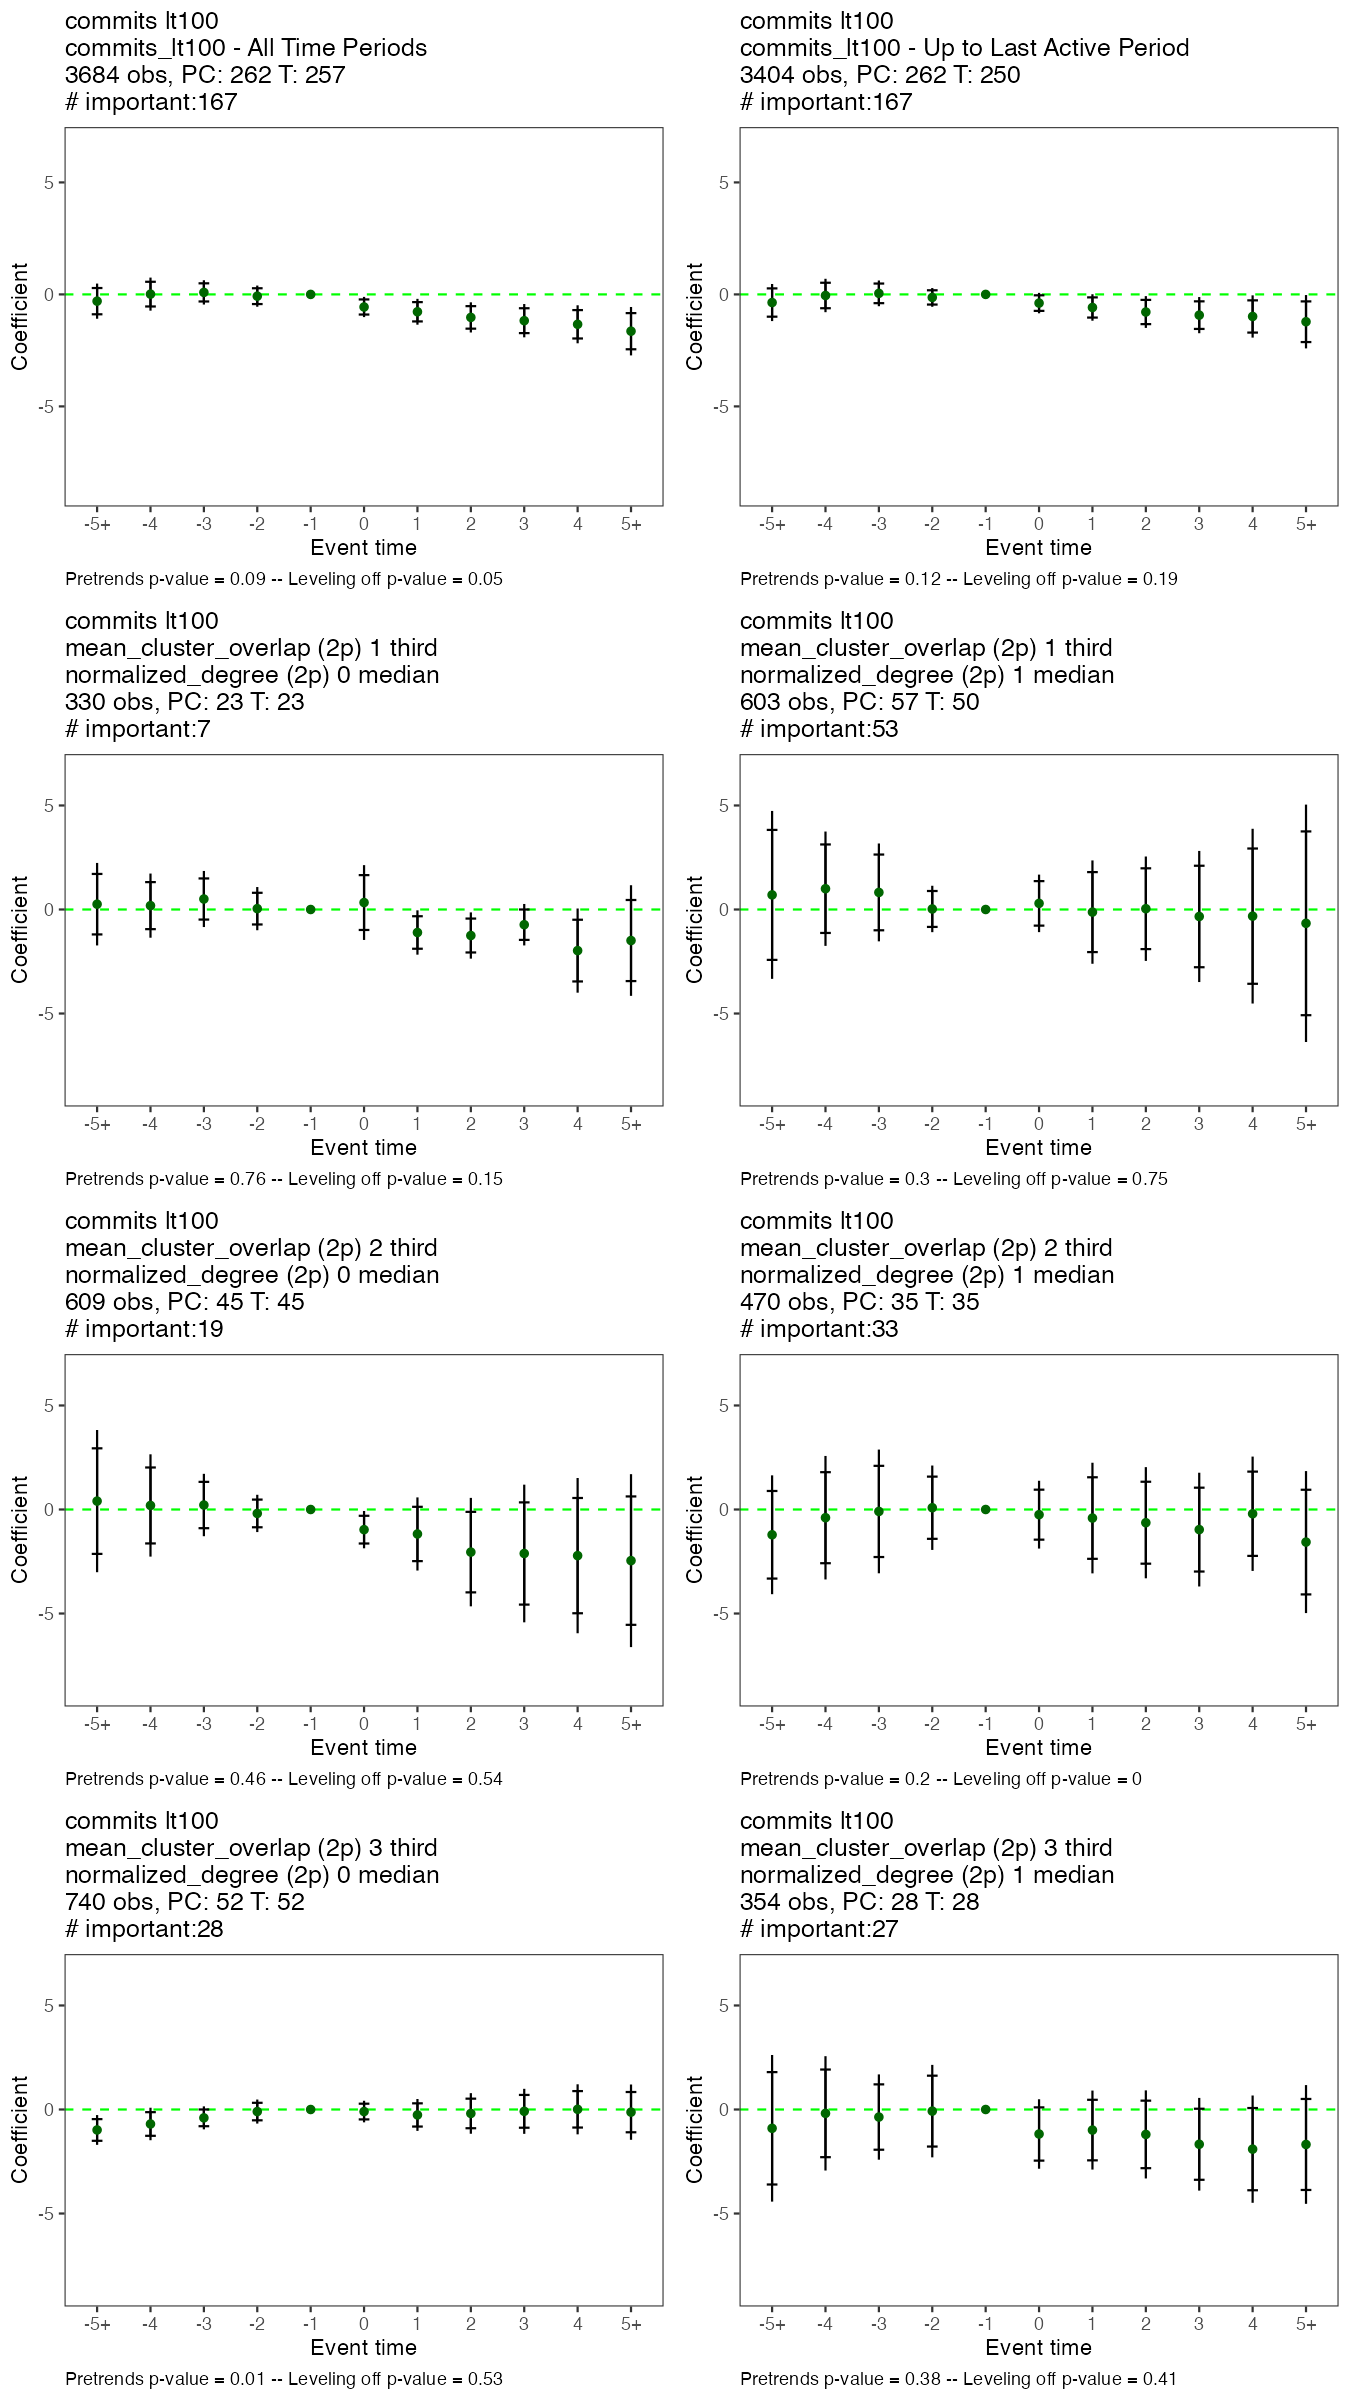 commits lt100
commits_lt100 - All Time Periods
3684 obs, PC: 262 T: 257
# important:167
5
0
-5
Coefficient
-5+ -4 -3 -2 -1 0 1 2 3 4 5+
Event time
Pretrends p-value = 0.09 -- Leveling off p-value = 0.05
commits lt100
commits_lt100 - Up to Last Active Period
3404 obs, PC: 262 T: 250
# important:167
5
0
-5
Coefficient
-5+ -4 -3 -2 -1 0 1 2 3 4 5+
Event time
Pretrends p-value = 0.12 -- Leveling off p-value = 0.19
commits lt100
mean_cluster_overlap (2p) 1 third
normalized_degree (2p) 0 median
330 obs, PC: 23 T: 23
# important:7
5
0
-5
Coefficient
-5+ -4 -3 -2 -1 0 1 2 3 4 5+
Event time
Pretrends p-value = 0.76 -- Leveling off p-value = 0.15
commits lt100
mean_cluster_overlap (2p) 1 third
normalized_degree (2p) 1 median
603 obs, PC: 57 T: 50
# important:53
5
0
-5
Coefficient
-5+ -4 -3 -2 -1 0 1 2 3 4 5+
Event time
Pretrends p-value = 0.3 -- Leveling off p-value = 0.75
commits lt100
mean_cluster_overlap (2p) 2 third
normalized_degree (2p) 0 median
609 obs, PC: 45 T: 45
# important:19
5
0
-5
Coefficient
-5+ -4 -3 -2 -1 0 1 2 3 4 5+
Event time
Pretrends p-value = 0.46 -- Leveling off p-value = 0.54
commits lt100
mean_cluster_overlap (2p) 2 third
normalized_degree (2p) 1 median
470 obs, PC: 35 T: 35
# important:33
5
0
-5
Coefficient
-5+ -4 -3 -2 -1 0 1 2 3 4 5+
Event time
Pretrends p-value = 0.2 -- Leveling off p-value = 0
commits lt100
mean_cluster_overlap (2p) 3 third
normalized_degree (2p) 0 median
740 obs, PC: 52 T: 52
# important:28
5
0
-5
Coefficient
-5+ -4 -3 -2 -1 0 1 2 3 4 5+
Event time
Pretrends p-value = 0.01 -- Leveling off p-value = 0.53
commits lt100
mean_cluster_overlap (2p) 3 third
normalized_degree (2p) 1 median
354 obs, PC: 28 T: 28
# important:27
5
0
-5
Coefficient
-5+ -4 -3 -2 -1 0 1 2 3 4 5+
Event time
Pretrends p-value = 0.38 -- Leveling off p-value = 0.41